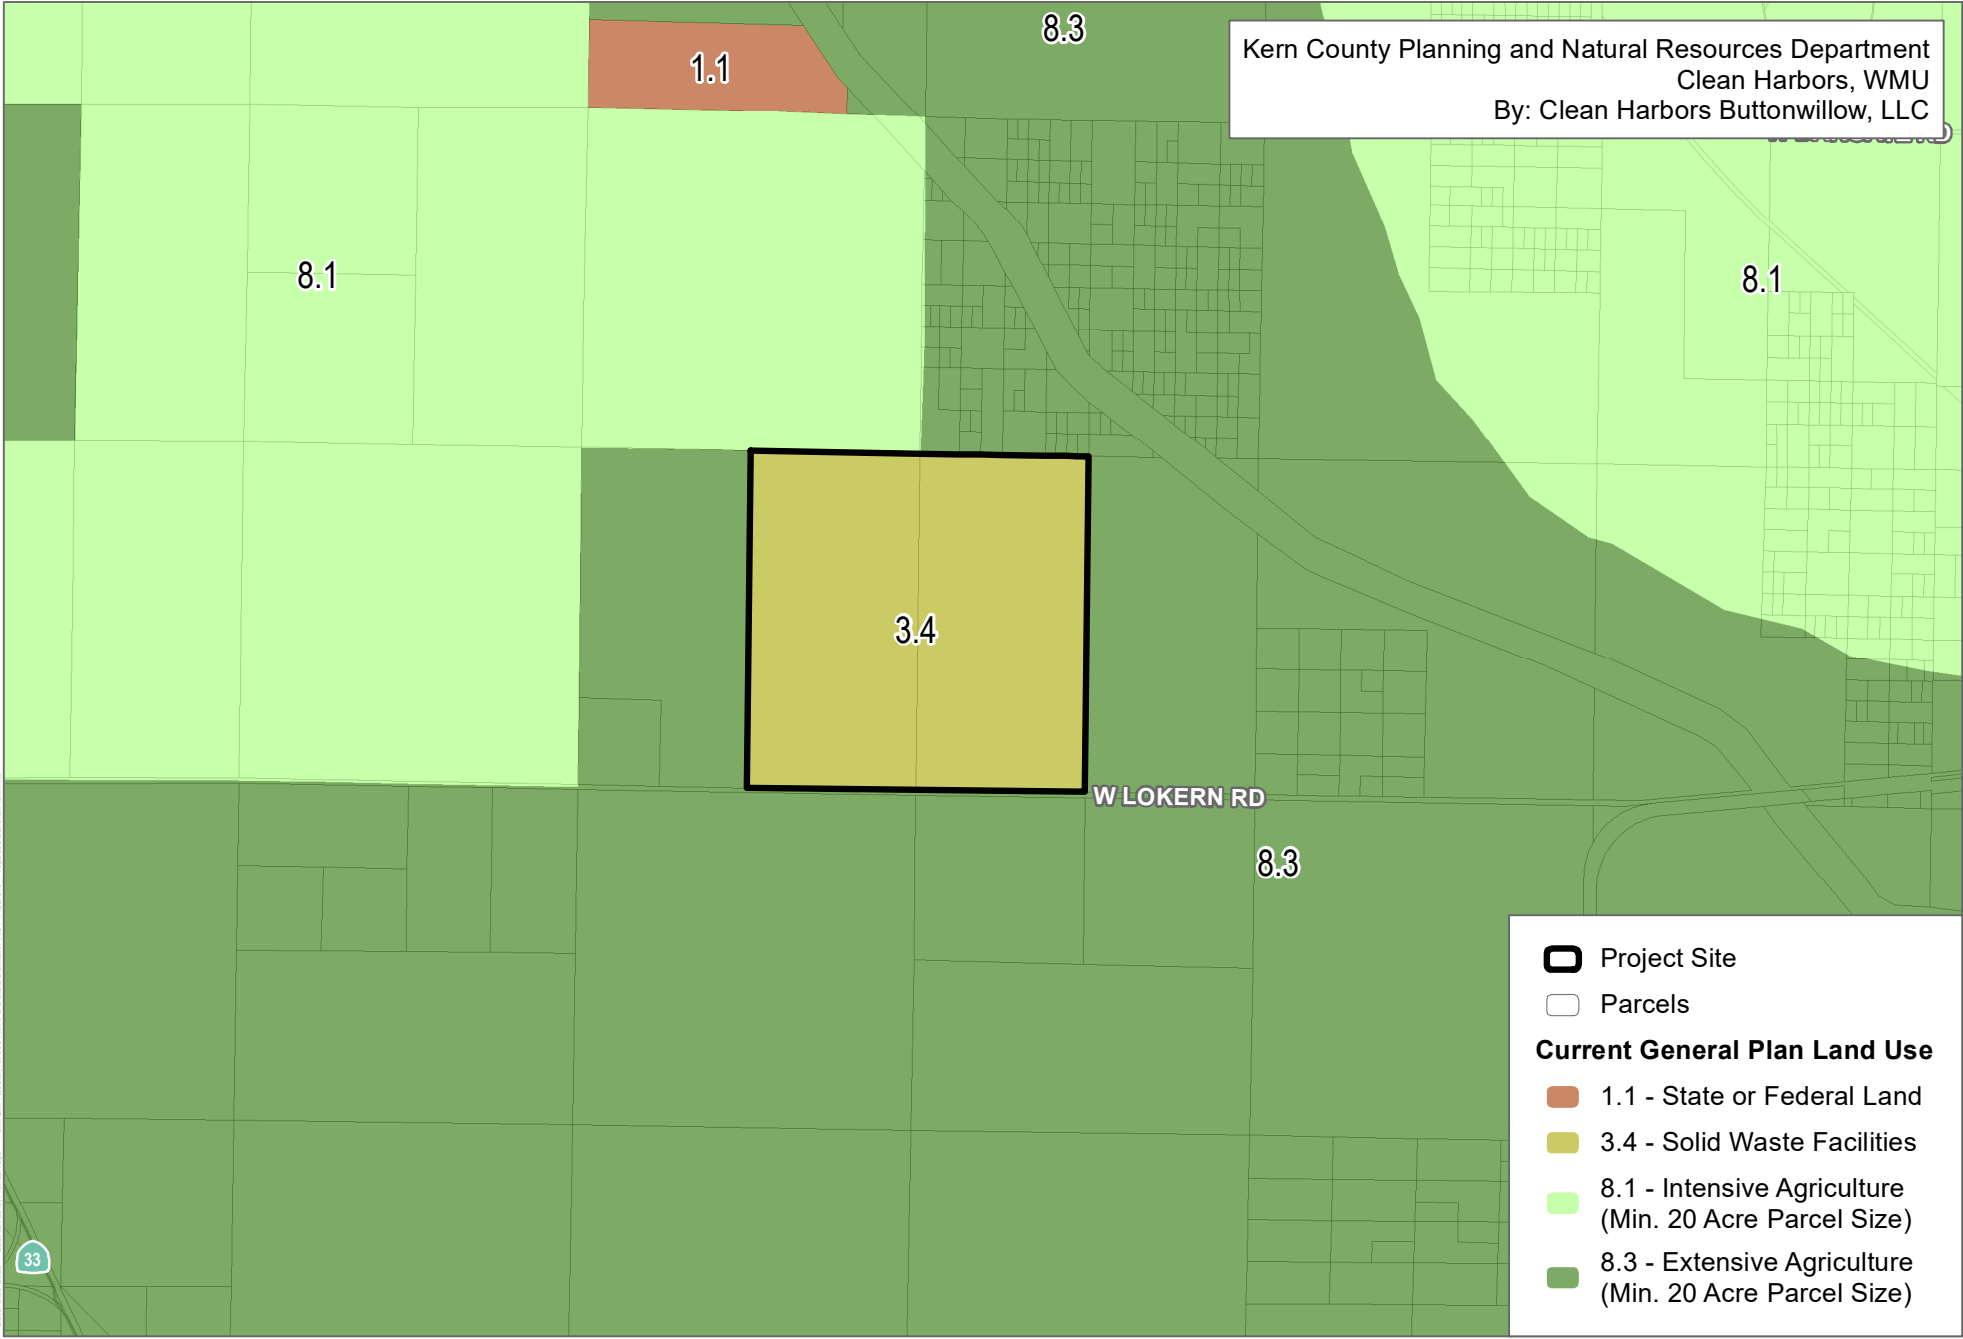 8.3
Kern County Planning and Natural Resources Department
Clean Harbors, WMU
By: Clean Harbors Buttonwillow, LLC
1.1
8.1
8.1
3.4
W LOKERN RD
8.3
Project Site
Parcels
Current General Plan Land Use
1.1 - State or Federal Land
3.4 - Solid Waste Facilities
8.1 - Intensive Agriculture
(Min. 20 Acre Parcel Size)
8.3 - Extensive Agriculture
(Min. 20 Acre Parcel Size)
33